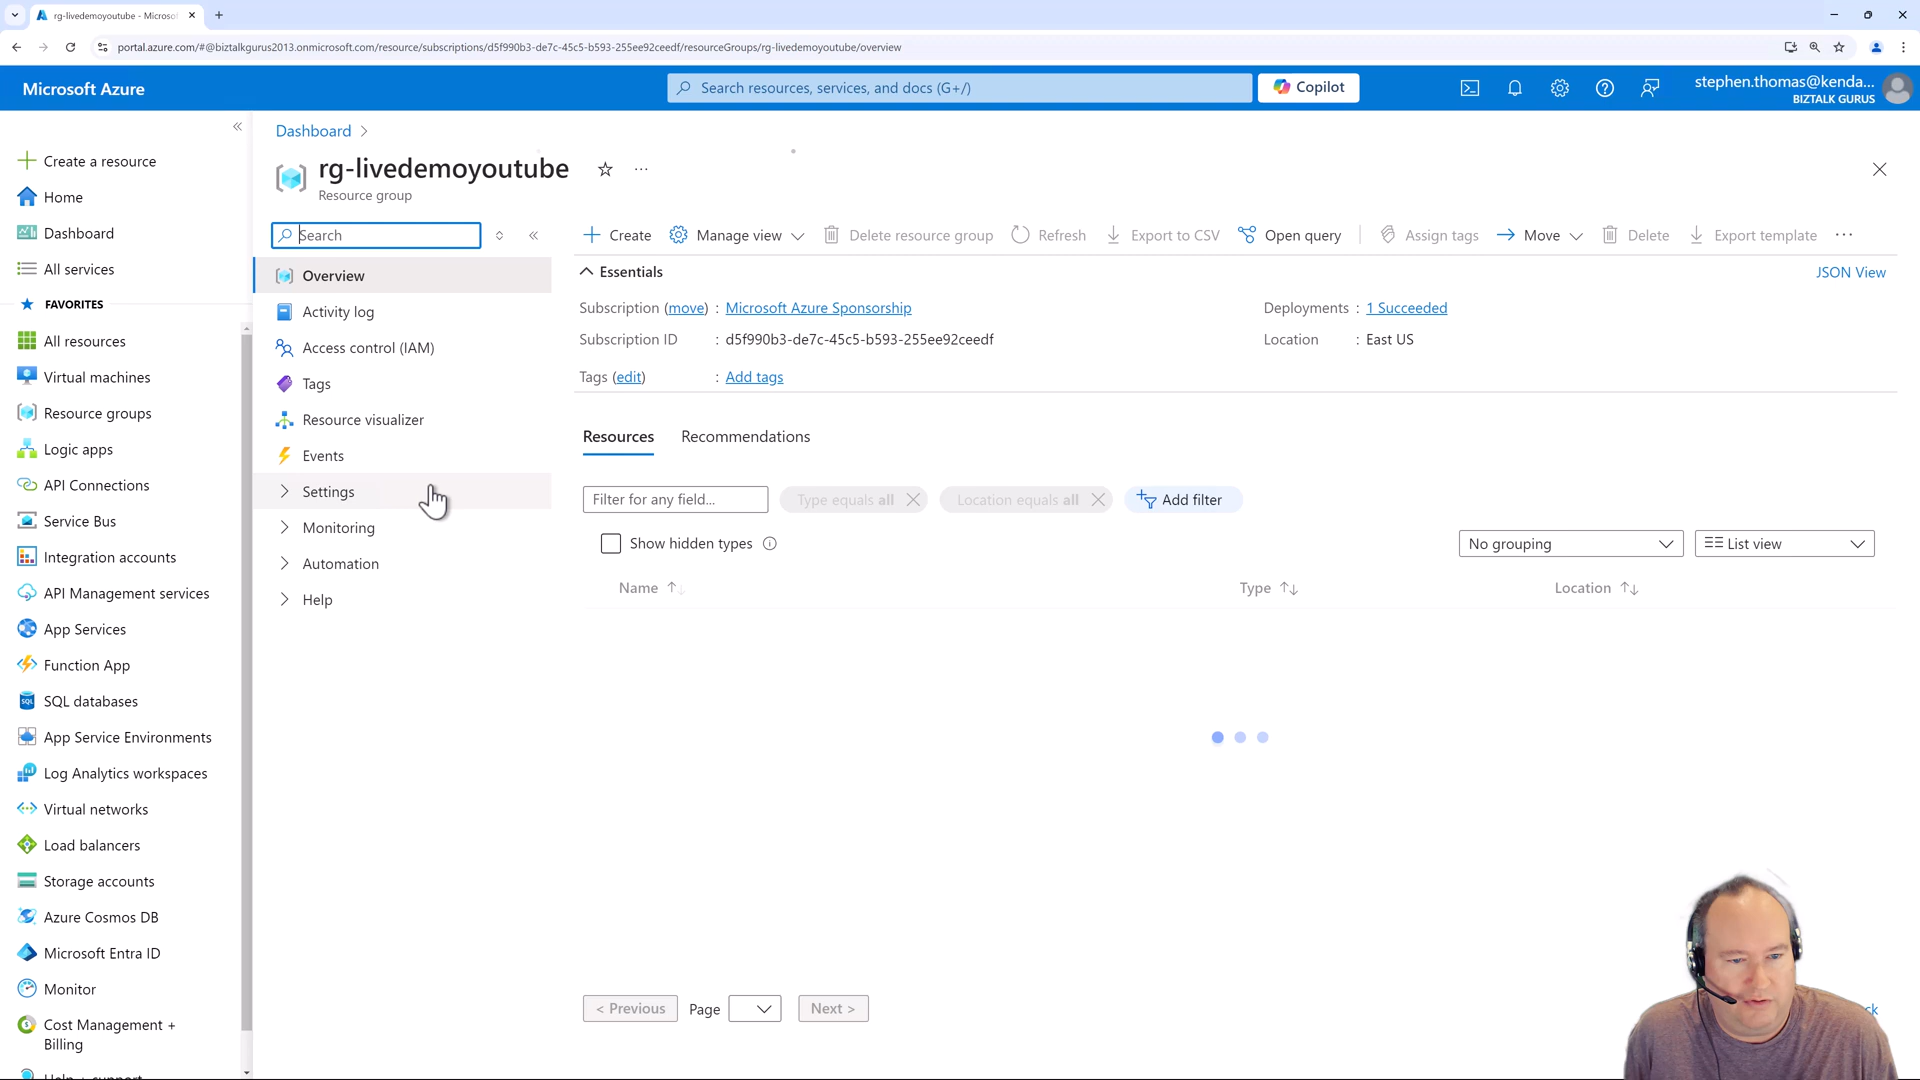 rg-livedemoyoutube - Microsof
portal.azure.com/#@biztalkgurus2013.onmicrosoft.com/resource/subscriptions/d5f990b3-de7c-45c5-b593-255ee92ceedf/resourceGroups/rg-livedemoyoutube/overview
Microsoft Azure
Search resources, services, and docs (G+/)
Copilot
stephen.thomas@kenda...
BIZTALK GURUS
Create a resource
Home
Dashboard
All services
FAVORITES
All resources
Virtual machines
Resource groups
Logic apps
API Connections
Service Bus
Integration accounts
API Management services
App Services
Function App
SQL databases
App Service Environments
Log Analytics workspaces
Virtual networks
Load balancers
Storage accounts
Azure Cosmos DB
Microsoft Entra ID
Monitor
Cost Management +
Billing
Help + support
Dashboard >
rg-livedemoyoutube
Resource group
Search
Overview
Activity log
Access control (IAM)
Tags
Resource visualizer
Events
Settings
Monitoring
Automation
Help
Create Manage view Delete resource group Refresh Export to CSV Open query Assign tags Move Delete Export template ...
Essentials JSON View
Subscription (move) : Microsoft Azure Sponsorship Deployments : 1 Succeeded
Subscription ID : d5f990b3-de7c-45c5-b593-255ee92ceedf Location : East US
Tags (edit) : Add tags
Resources Recommendations
Filter for any field... Type equals all Location equals all Add filter
Show hidden types No grouping List view
Name Type Location
< Previous Page Next >